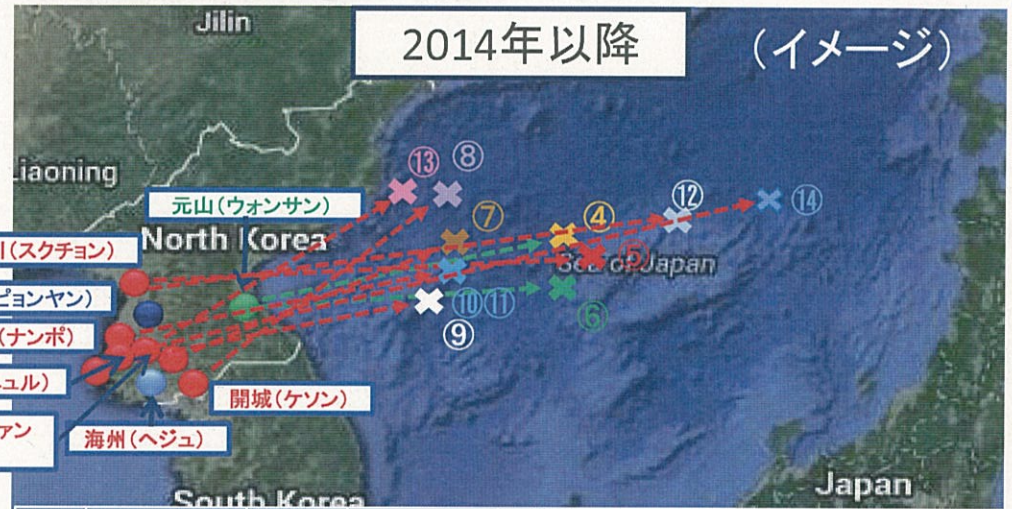 Jilin
2014年以降
(イメージ)
Liaoning
⑬
⑧
元山(ウォンサン)
⑫
⑭
⑦
④
(スクチョン)
North Korea
⑤
Sea of Japan
ピョンヤン)
⑩⑪
⑥
(ナンポ)
⑨
ュル)
開城(ケソン)
ァン
海州(ヘジュ)
Japan
South Korea